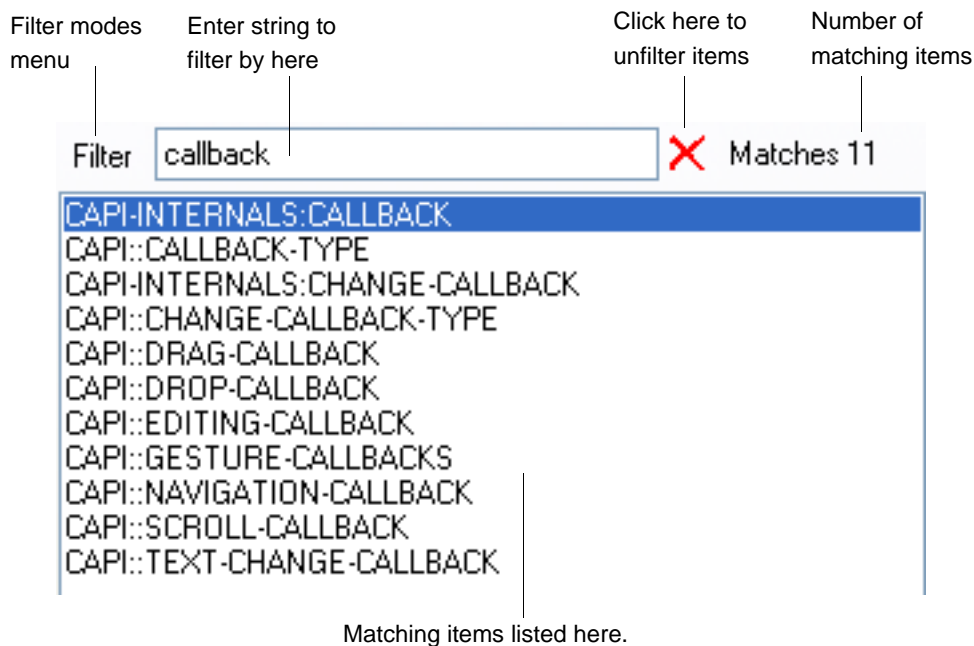 Filter modes
menu
Enter string to
filter by here
Click here to
unfilter items
Number of
matching items
Filter callback Matches 11
CAPI-INTERNALS:CALLBACK
CAPI::CALLBACK-TYPE
CAPI-INTERNALS:CHANGE-CALLBACK
CAPI::CHANGE-CALLBACK-TYPE
CAPI::DRAG-CALLBACK
CAPI::DROP-CALLBACK
CAPI::EDITING-CALLBACK
CAPI::GESTURE-CALLBACKS
CAPI::NAVIGATION-CALLBACK
CAPI::SCROLL-CALLBACK
CAPI::TEXT-CHANGE-CALLBACK
Matching items listed here.